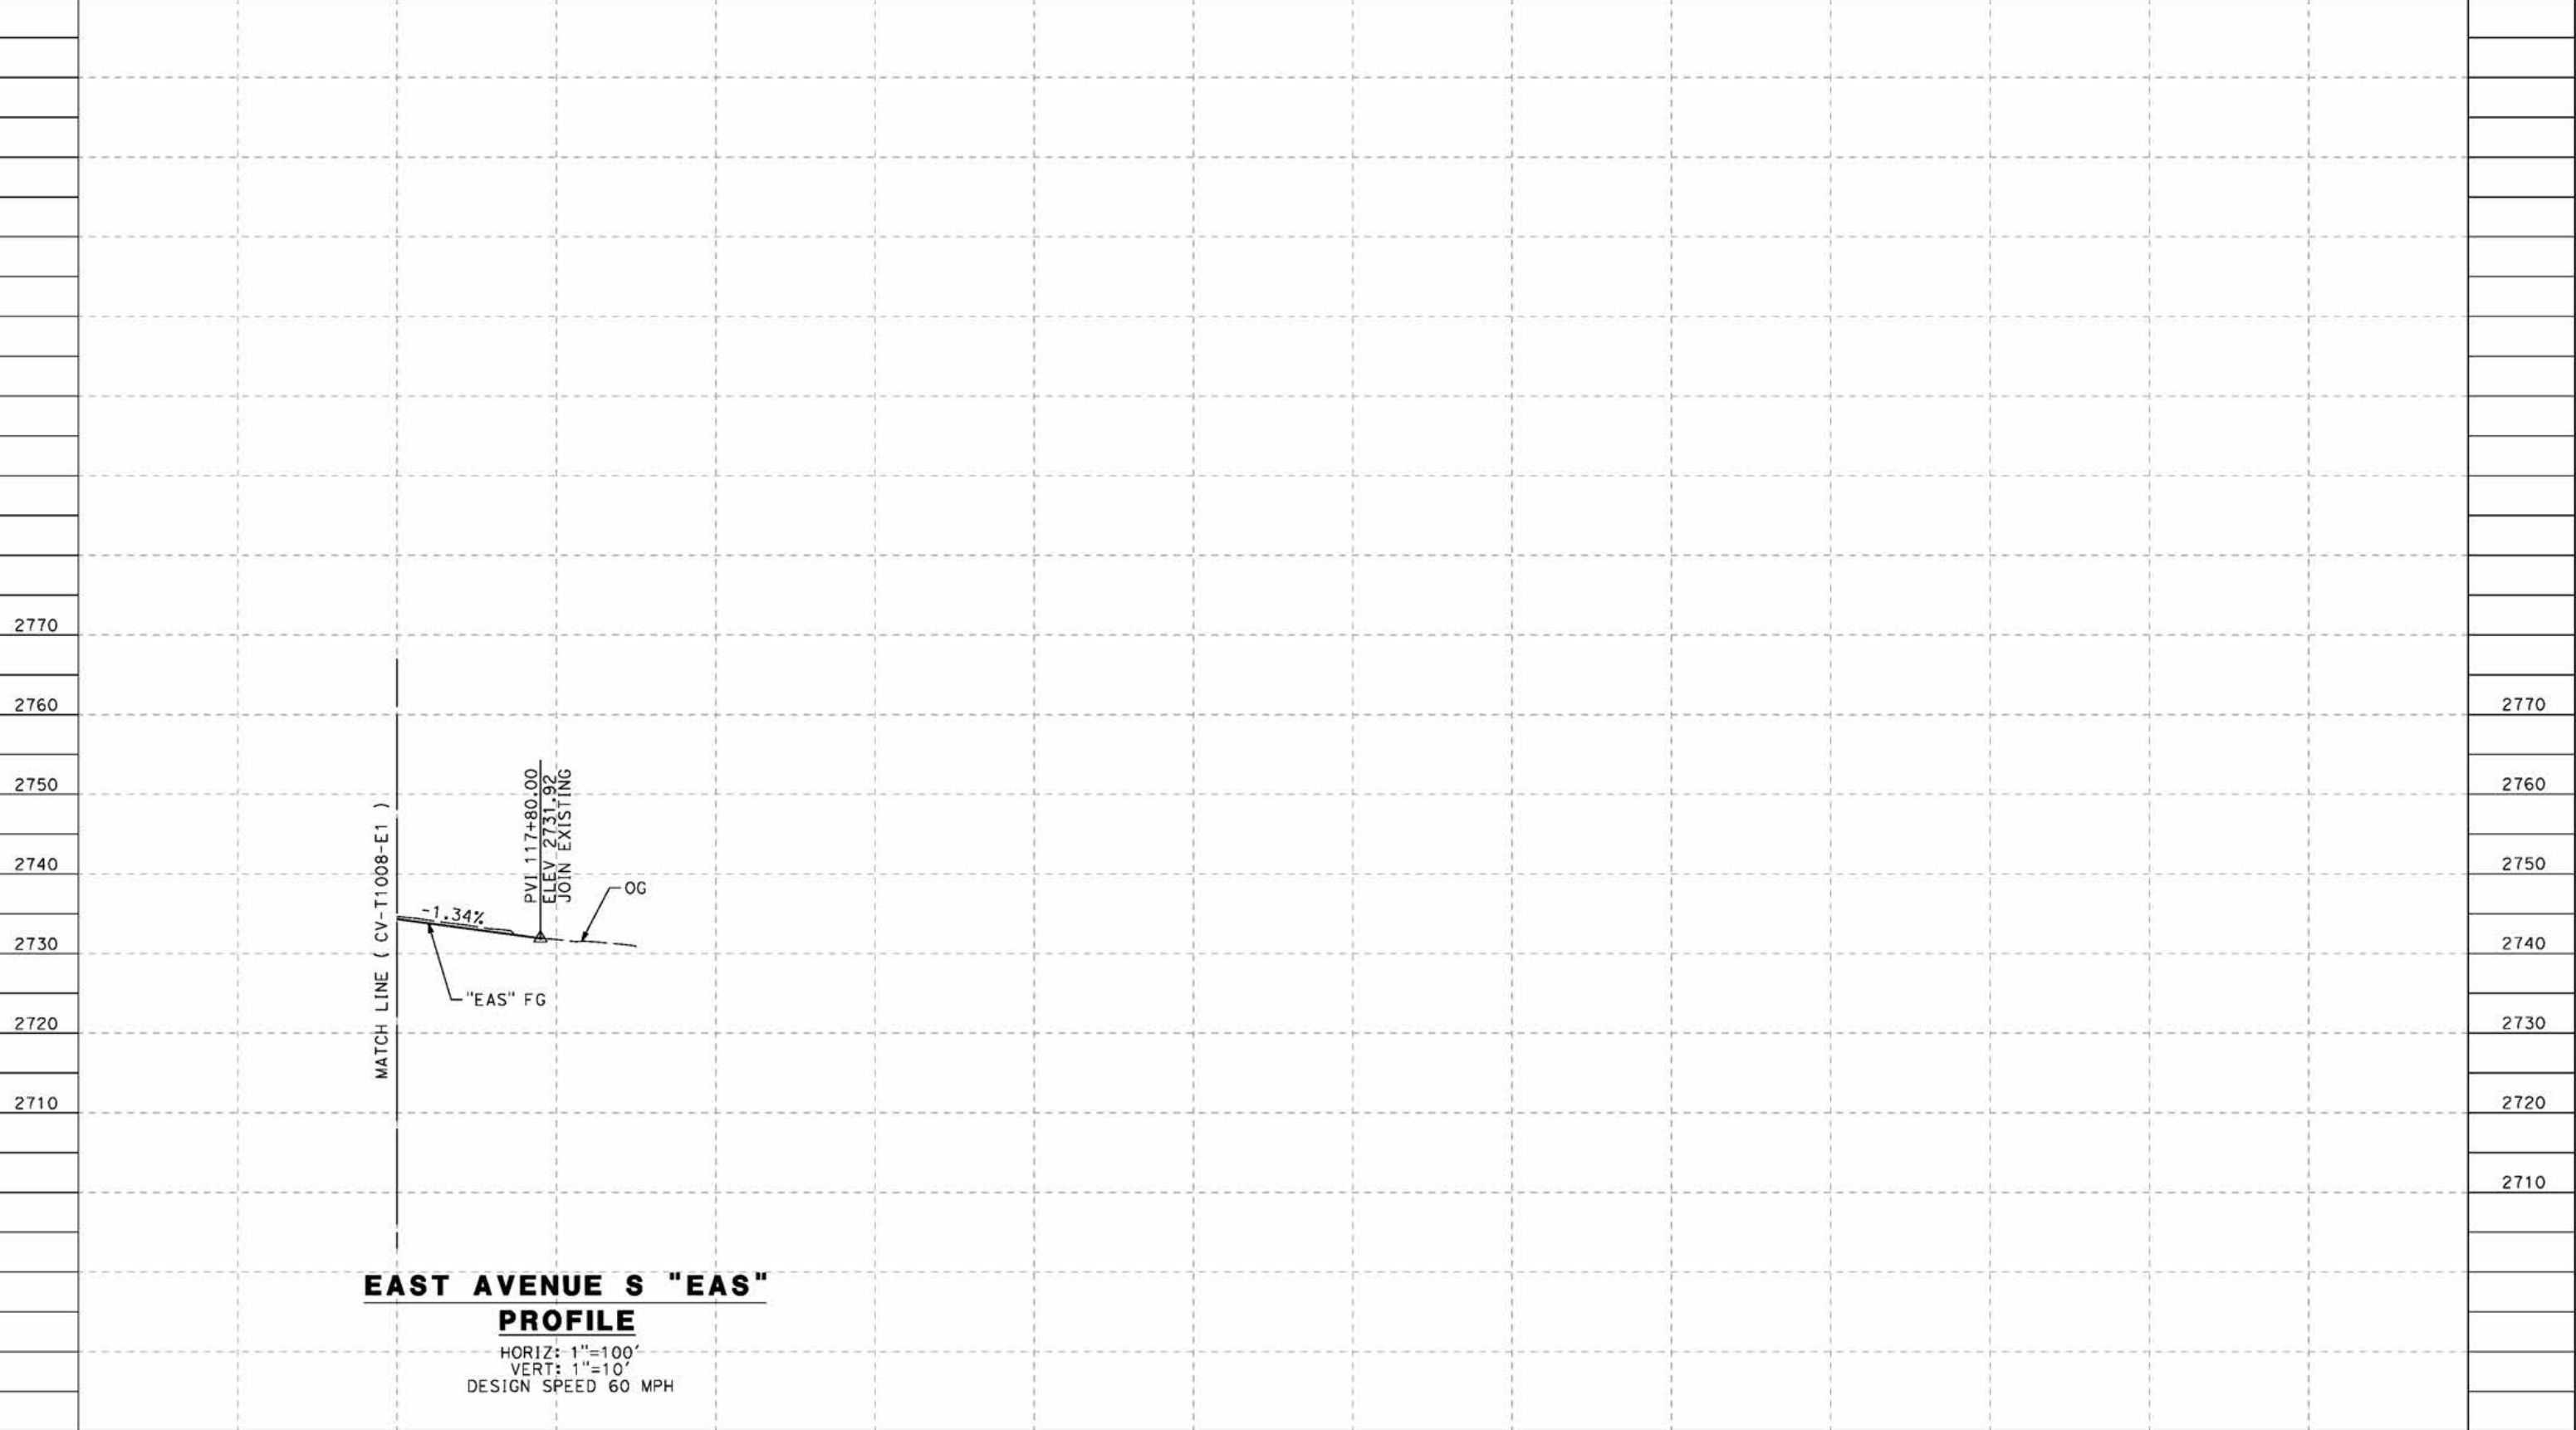 2770
2760
2750
2740
2730
2720
2710
MATCH LINE ( CV-T1008-E1 )
-1.34%
PVI 117+80.00
ELEV 2731.92
JOIN EXISTING
OG
"EAS" FG
2770
2760
2750
2740
2730
2720
2710
EAST AVENUE S "EAS"
PROFILE
HORIZ: 1"=100'
VERT: 1"=10'
DESIGN SPEED 60 MPH